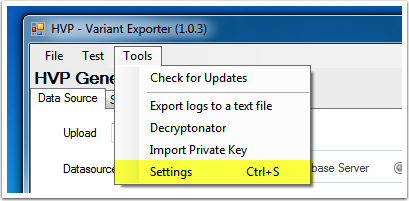 HVP - Variant Exporter (1.0.3)
File Test Tools
HVP Gene
Check for Updates
Data Source
Export logs to a text file
Upload
Decryptonator
Import Private Key
Datasource
Settings Ctrl+S
base Server